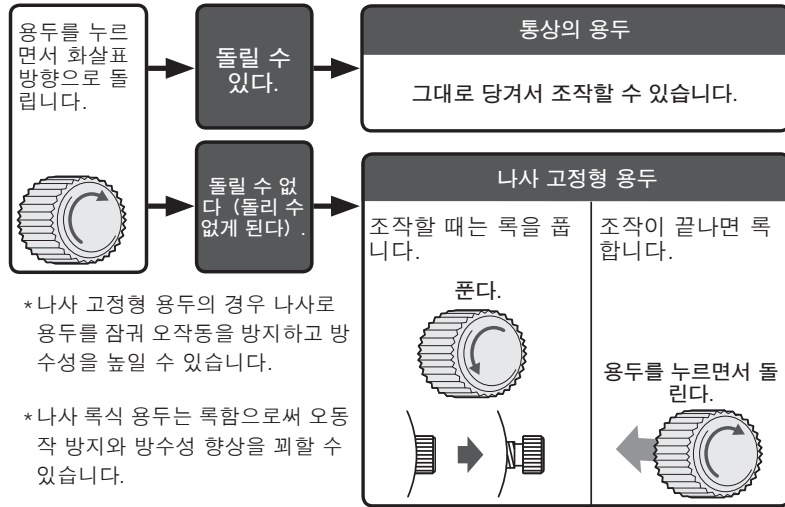 용두를 누르
면서 화살표
방향으로 돌
립니다.
돌릴 수
있다.
통상의 용두
그대로 당겨서 조작할 수 있습니다.
돌릴 수 없
다 (돌리 수
없게 된다) .
나사 고정형 용두
조작할 때는 록을 풉
니다.
푼다.
조작이 끝나면 록
합니다.
용두를 누르면서 돌
린다.
*나사 고정형 용두의 경우 나사로
용두를 잠궈 오작동을 방지하고 방
수성을 높일 수 있습니다.
*나사 록식 용두는 록함으로써 오동
작 방지와 방수성 향상을 꾀할 수
있습니다.